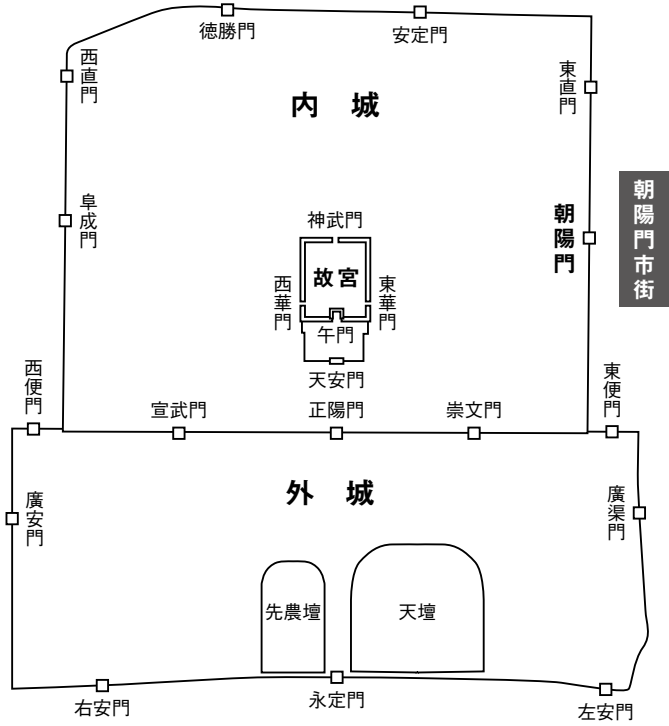 徳勝門
安定門
西直門
東直門
内城
阜成門
朝陽門
朝陽門市街
神武門
故宮
西華門
東華門
午門
天安門
西便門
東便門
宣武門
正陽門
崇文門
外城
廣安門
廣渠門
先農壇
天壇
右安門
永定門
左安門